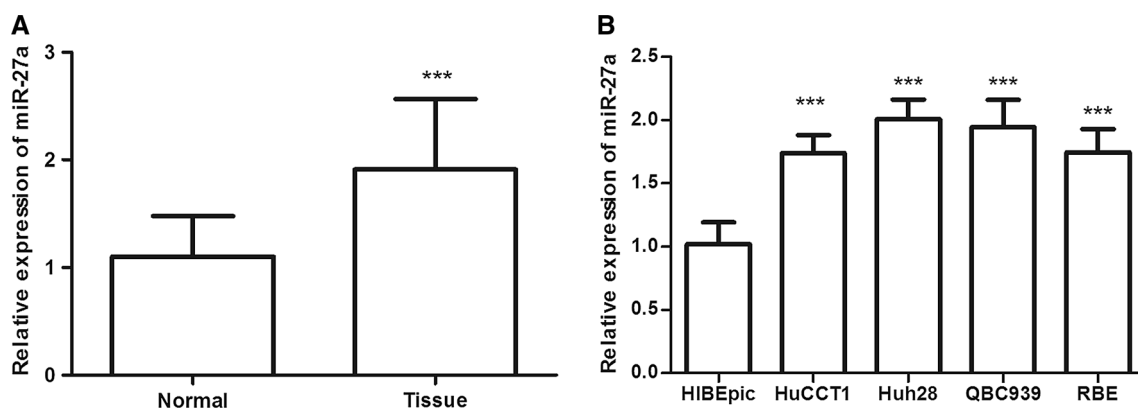 A
Relative expression of miR-27a
3
2
1
0
***
Normal
Tissue
B
Relative expression of miR-27a
2.5
2.0
1.5
1.0
0.5
0.0
***
***
***
***
HIBEpic
HuCCT1
Huh28
QBC939
RBE